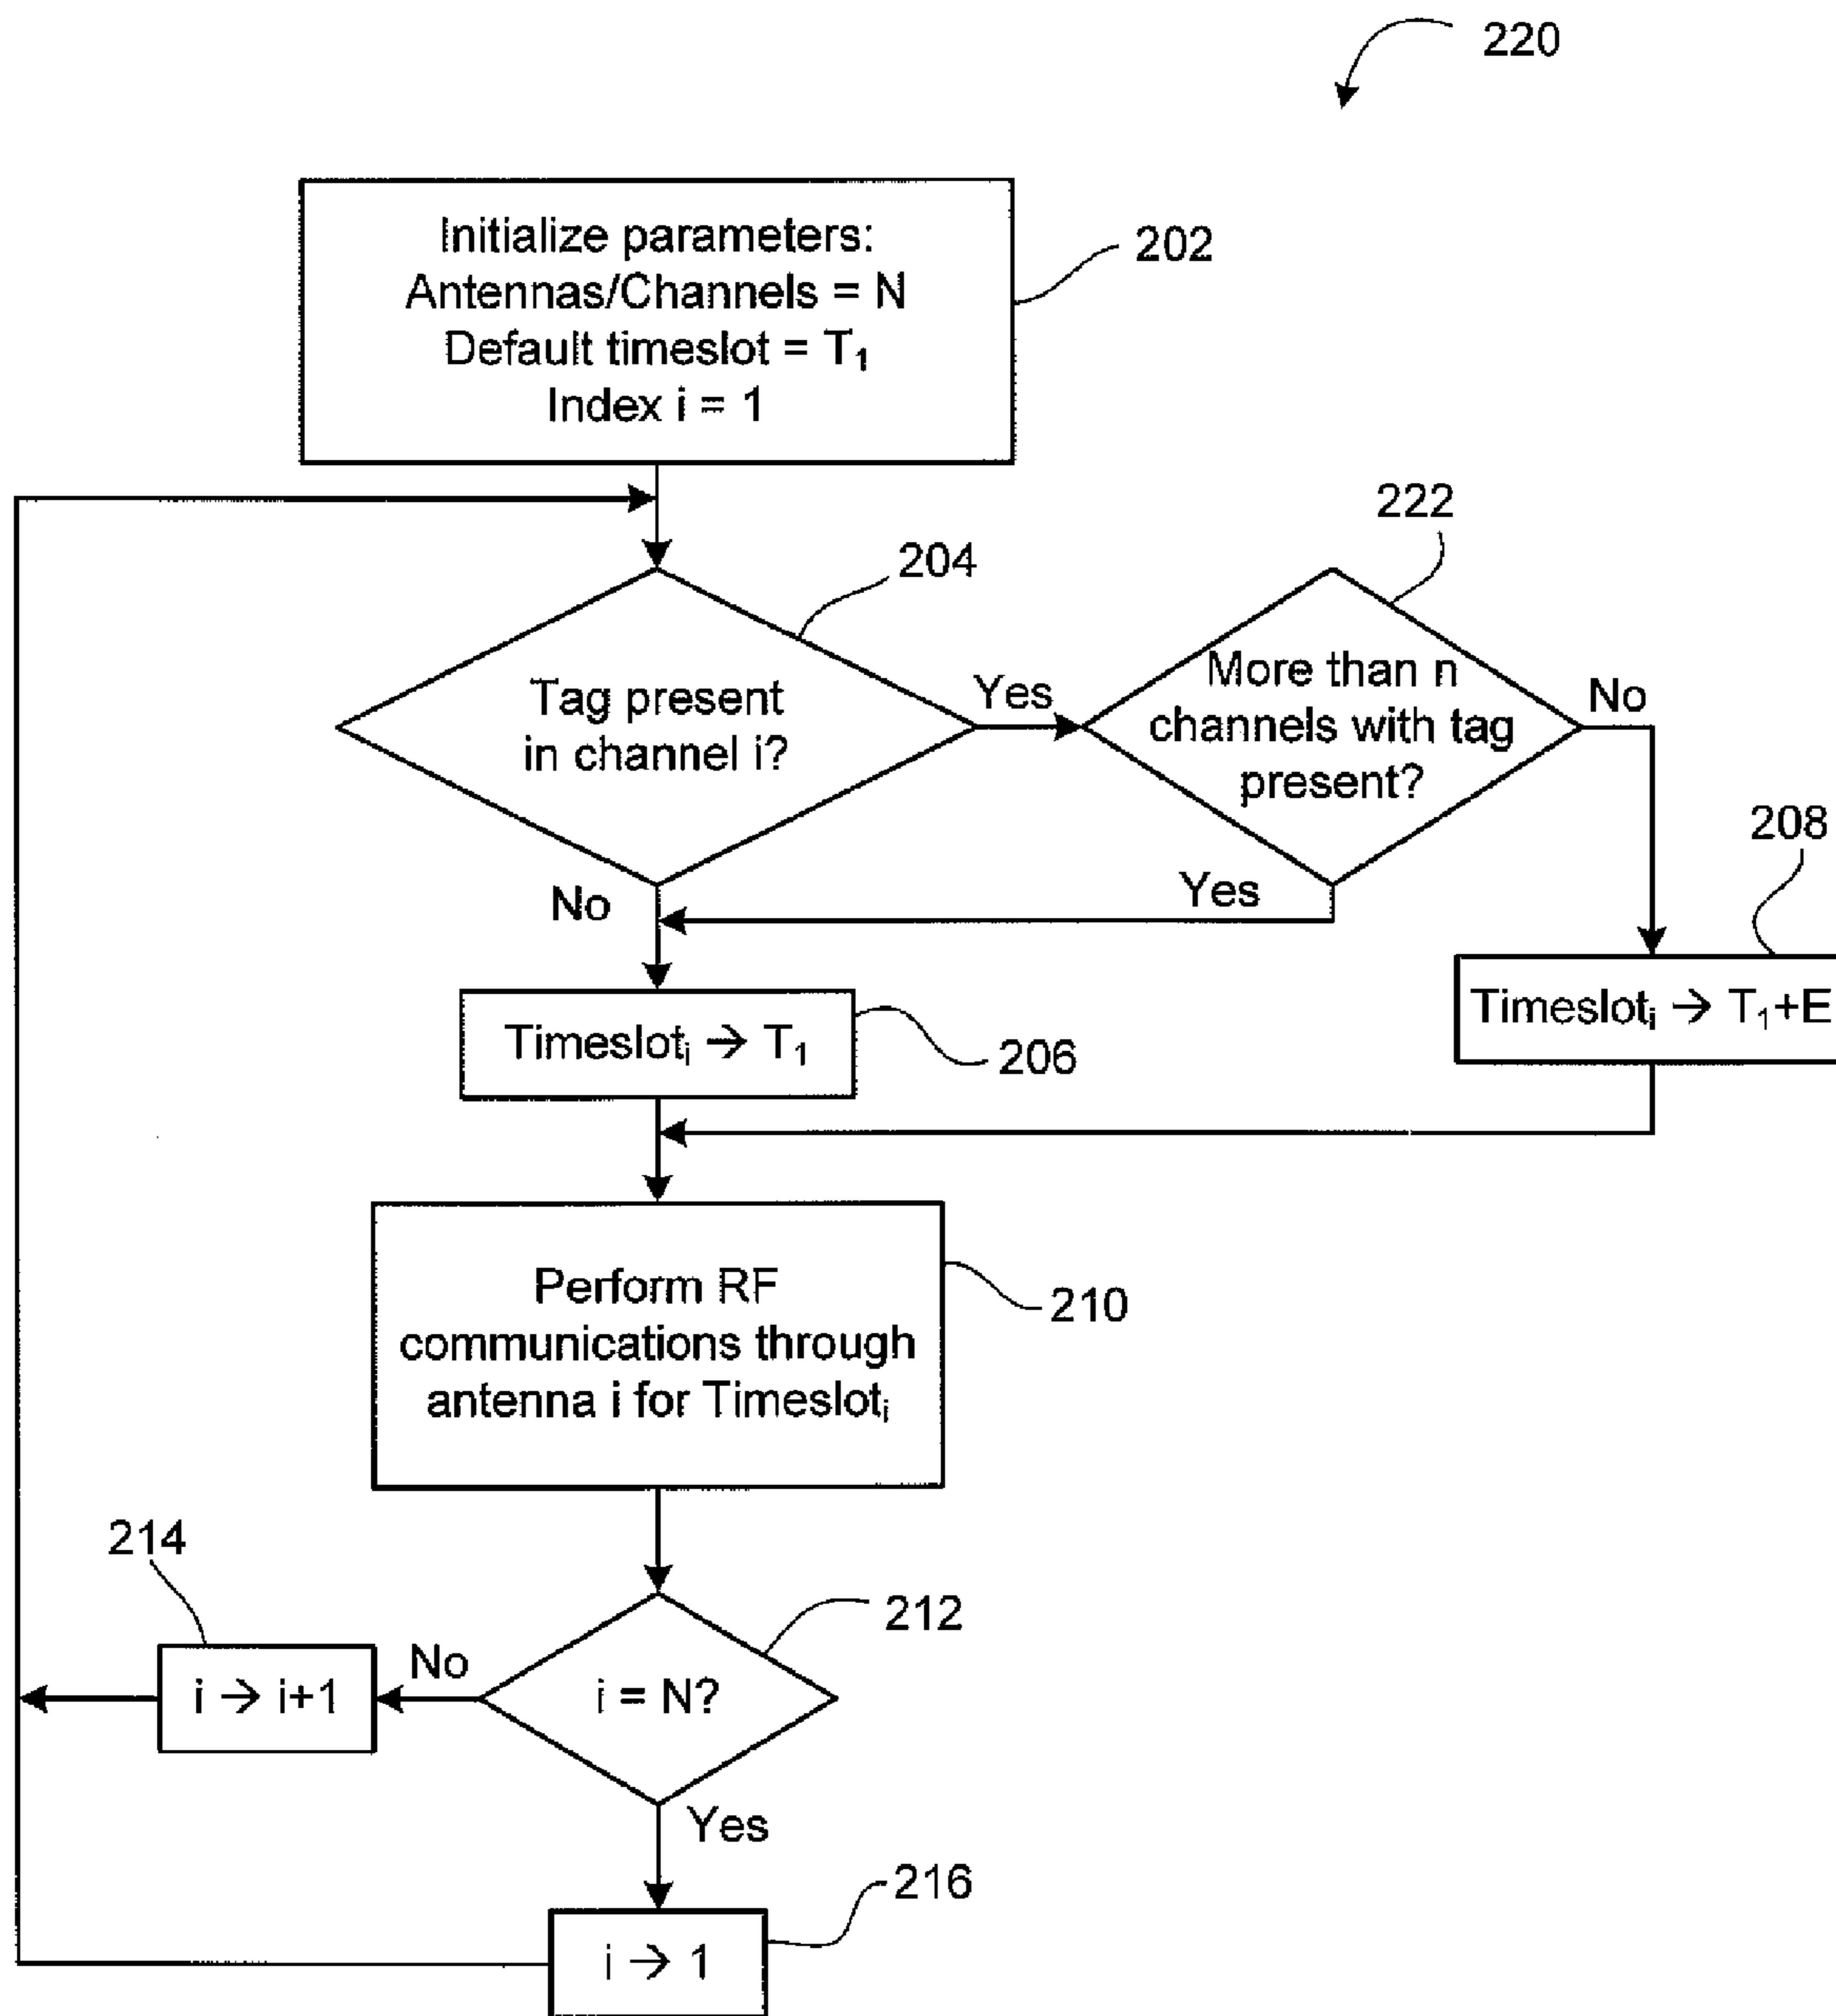 220
Initialize parameters:
Antennas/Channels = N
Default timeslot = T₁
Index i = 1
202
222
204
Tag present
in channel i?
Yes
More than n
channels with tag
present?
No
208
No
Yes
Timeslotᵢ → T₁
206
Timeslotᵢ → T₁+E
Perform RF
communications through
antenna i for Timeslotᵢ
210
214
212
i → i+1
No
i = N?
Yes
216
i → 1